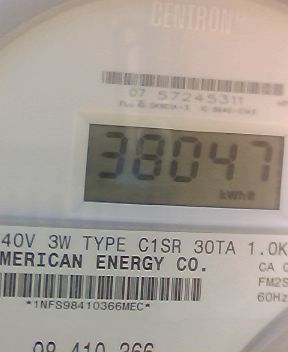 CENTRON
07 57245311
38047
kWh
40V 3W TYPE C1SR 30TA 1.0K
MERICAN ENERGY CO.
CA
FM2S
60Hz
*1NFS98410366MEC*
98 410 366